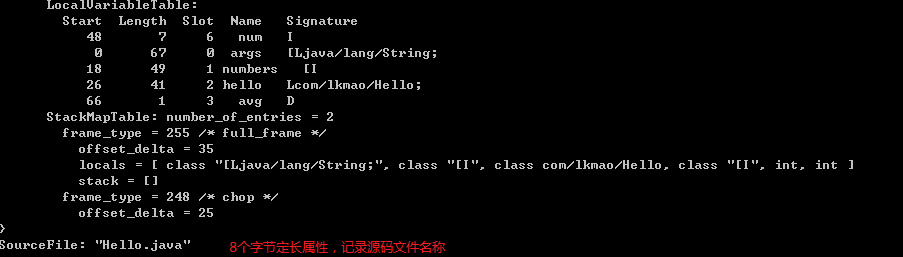 LocalVariableTable:
Start  Length  Slot  Name   Signature
48       7     6   num   I
0      67     0  args   [Ljava/lang/String;
18      49     1 numbers   [I
26      41     2 hello   Lcom/lkmao/Hello;
66       1     3   avg   D
StackMapTable: number_of_entries = 2
frame_type = 255 /* full_frame */
offset_delta = 35
locals = [ class "[Ljava/lang/String;", class "[I", class com/lkmao/Hello, class "[I", int, int ]
stack = []
frame_type = 248 /* chop */
offset_delta = 25
}
SourceFile: "Hello.java" 8个字节定长属性，记录源码文件名称